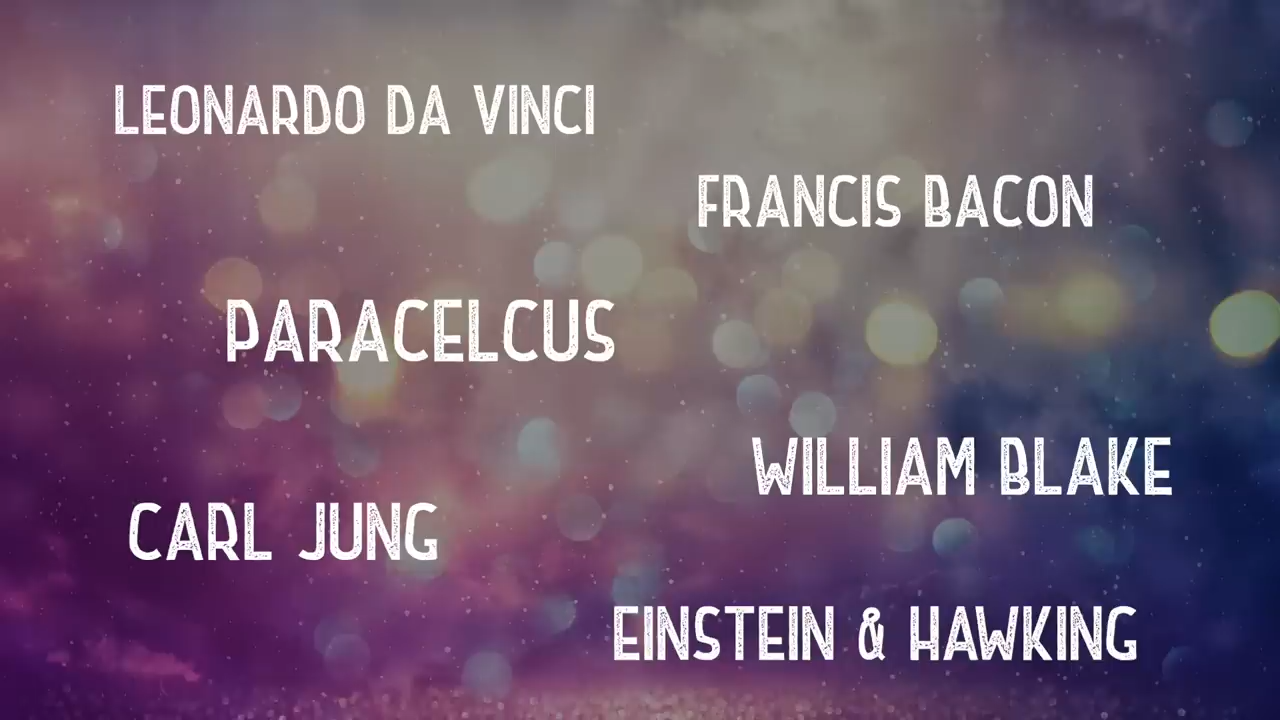 LEONARDO DA VINCI
FRANCIS BACON
PARACELCUS
WILLIAM BLAKE
CARL JUNG
EINSTEIN & HAWKING